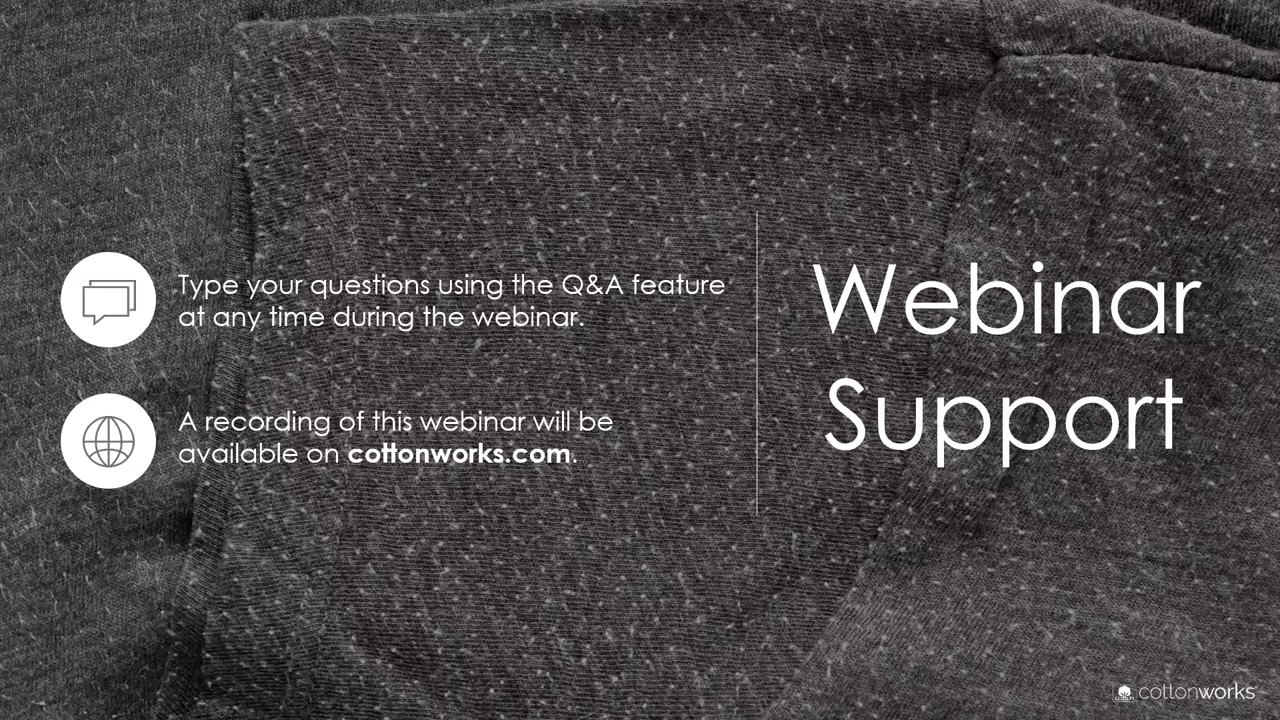 Type your questions using the Q&A feature
at any time during the webinar.
A recording of this webinar will be
available on cottonworks.com.
Webinar
Support
cottonworks